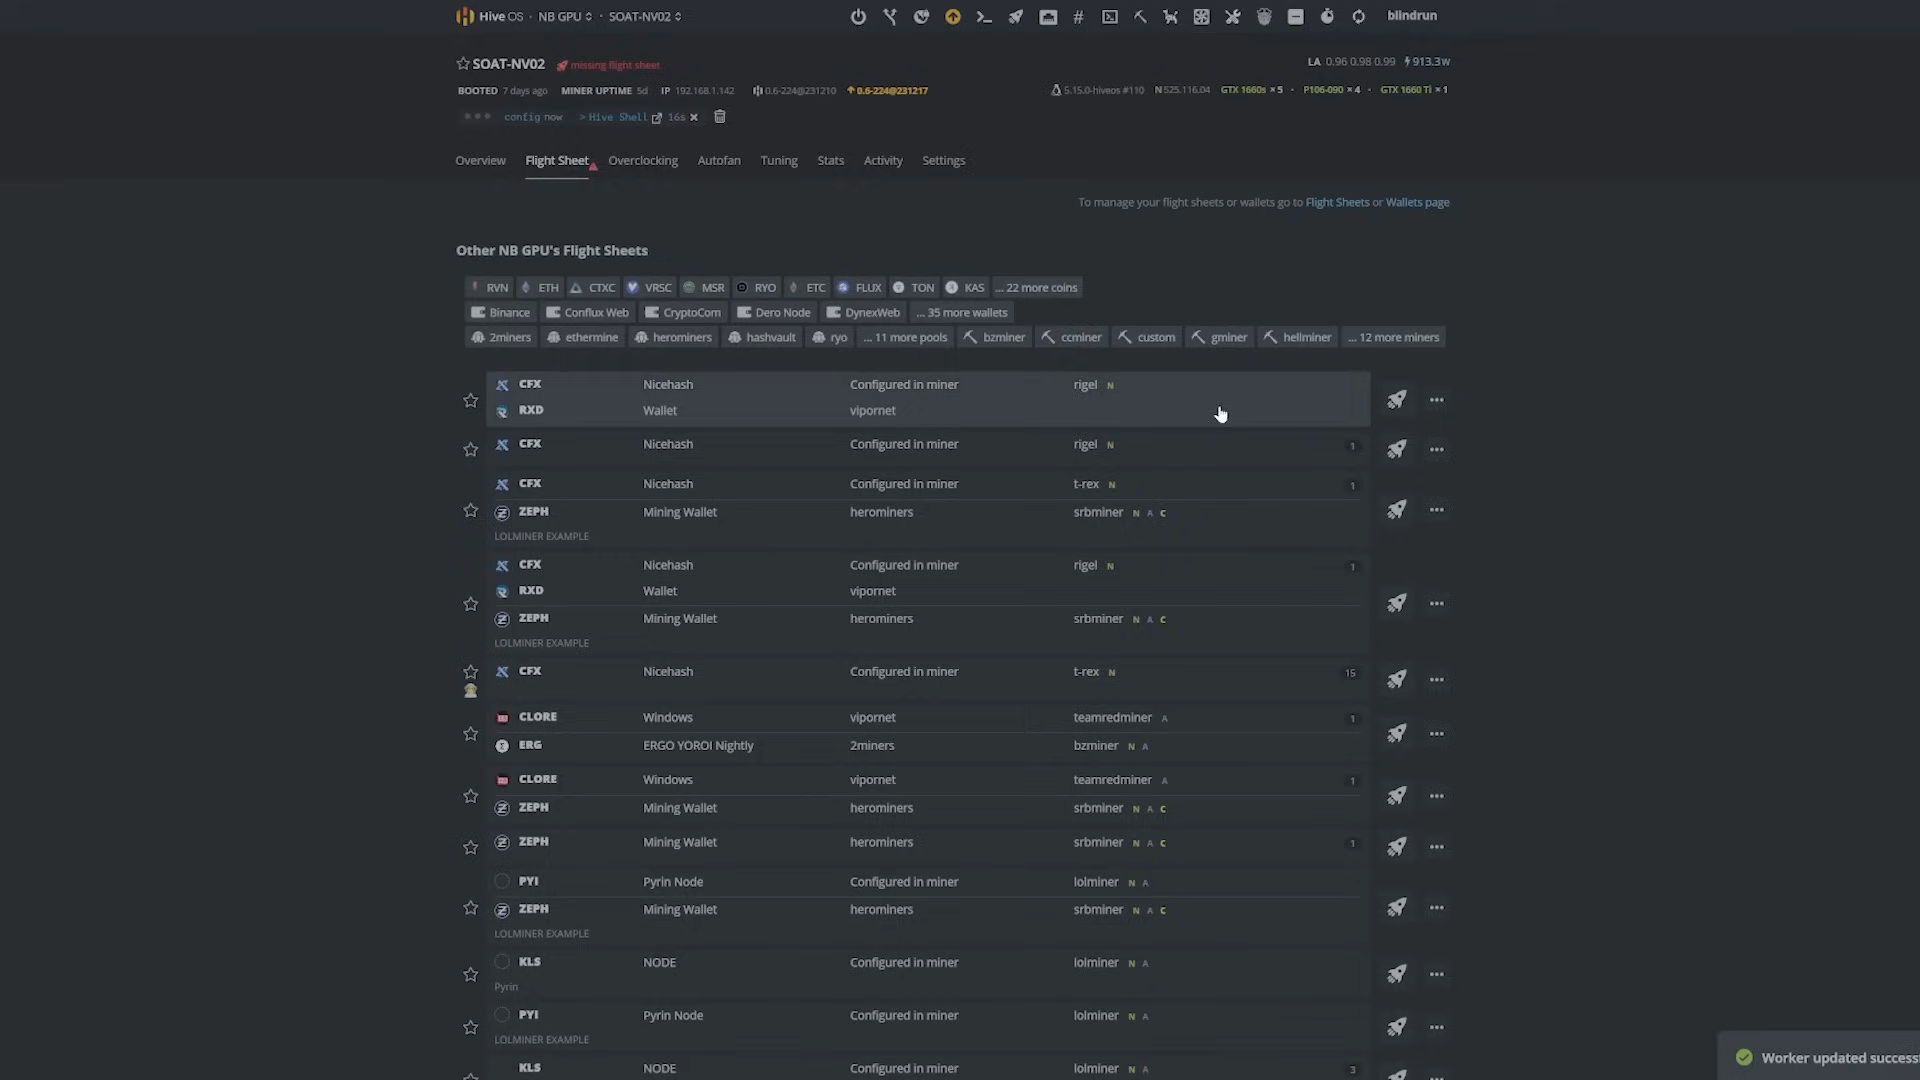 Hive OS · NB GPU · SOAT-NV02 blindrun
SOAT-NV02 missing flight sheet LA 0.96 0.98 0.99 913.3w
BOOTED 7 days ago MINER UPTIME 5d IP 192.168.1.142 0.6-224@231210 0.6-224@231217 5.15.0-hiveos #110 N 525.116.04 GTX 1660s × 5 · P106-090 × 4 · GTX 1660 Ti × 1
config now > Hive Shell 16s ×
Overview Flight Sheet Overclocking Autofan Tuning Stats Activity Settings
To manage your flight sheets or wallets go to Flight Sheets or Wallets page
Other NB GPU's Flight Sheets
RVN ETH CTXC VRSC MSR RYO ETC FLUX TON KAS ... 22 more coins
Binance Conflux Web CryptoCom Dero Node DynexWeb ... 35 more wallets
2miners ethermine herominers hashvault ryo ... 11 more pools bzminer ccminer custom gminer hellminer ... 12 more miners
CFX Nicehash Configured in miner rigel N
RXD Wallet vipornet
CFX Nicehash Configured in miner rigel N 1
CFX Nicehash Configured in miner t-rex N 1
ZEPH Mining Wallet herominers srbminer N A C
LOLMINER EXAMPLE
CFX Nicehash Configured in miner rigel N 1
RXD Wallet vipornet
ZEPH Mining Wallet herominers srbminer N A C
LOLMINER EXAMPLE
CFX Nicehash Configured in miner t-rex N 15
CLORE Windows vipornet teamredminer A 1
ERG ERGO YOROI Nightly 2miners bzminer N A
CLORE Windows vipornet teamredminer A 1
ZEPH Mining Wallet herominers srbminer N A C
ZEPH Mining Wallet herominers srbminer N A C 1
PYI Pyrin Node Configured in miner lolminer N A
ZEPH Mining Wallet herominers srbminer N A C
LOLMINER EXAMPLE
KLS NODE Configured in miner lolminer N A
Pyrin
PYI Pyrin Node Configured in miner lolminer N A
LOLMINER EXAMPLE
KLS NODE Configured in miner lolminer N A 3
Worker updated success